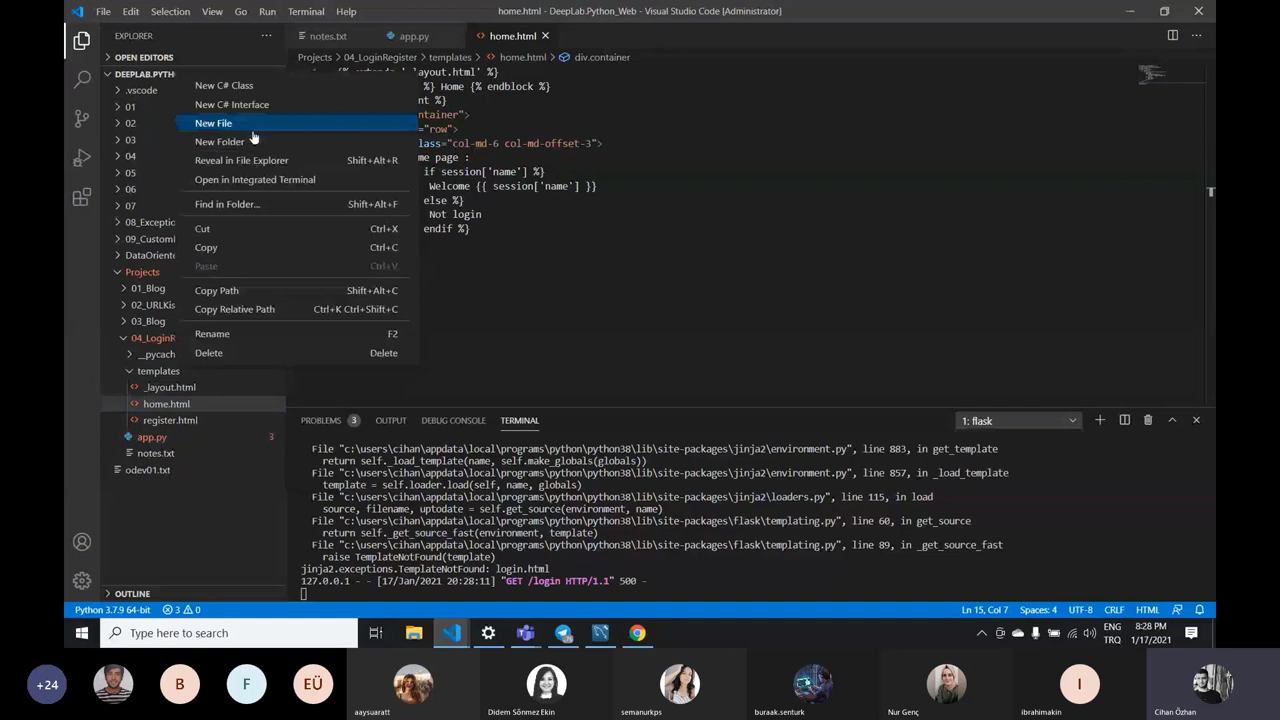 File Edit Selection View Go Run Terminal Help
home.html - DeepLab.Python_Web - Visual Studio Code [Administrator]
EXPLORER
notes.txt
app.py
home.html
Projects > 04_LoginRegister > templates > home.html > div.container
OPEN EDITORS
DEEPLAB.PYTH
.vscode
01
02
03
04
05
06
07
08_Exceptio
09_CustomE
DataOriente
Projects
01_Blog
02_URLKis
03_Blog
04_LoginR
__pycach
templates
_layout.html
home.html
register.html
app.py 3
notes.txt
odev01.txt
OUTLINE
New C# Class
New C# Interface
New File
New Folder
Reveal in File Explorer Shift+Alt+R
Open in Integrated Terminal
Find in Folder... Shift+Alt+F
Cut Ctrl+X
Copy Ctrl+C
Paste Ctrl+V
Copy Path Shift+Alt+C
Copy Relative Path Ctrl+K Ctrl+Shift+C
Rename F2
Delete Delete
%} Home {% endblock %}
="row">
="col-md-6 col-md-offset-3">
me page :
if session['name'] %}
Welcome {{ session['name'] }}
else %}
Not login
endif %}
PROBLEMS 3 OUTPUT DEBUG CONSOLE TERMINAL
1: flask
File "c:\users\cihan\appdata\local\programs\python\python38\lib\site-packages\jinja2\environment.py", line 883, in get_template
return self._load_template(name, self.make_globals(globals))
File "c:\users\cihan\appdata\local\programs\python\python38\lib\site-packages\jinja2\environment.py", line 857, in _load_template
template = self.loader.load(self, name, globals)
File "c:\users\cihan\appdata\local\programs\python\python38\lib\site-packages\jinja2\loaders.py", line 115, in load
source, filename, uptodate = self.get_source(environment, name)
File "c:\users\cihan\appdata\local\programs\python\python38\lib\site-packages\flask\templating.py", line 60, in get_source
return self._get_source_fast(environment, template)
File "c:\users\cihan\appdata\local\programs\python\python38\lib\site-packages\flask\templating.py", line 89, in _get_source_fast
raise TemplateNotFound(template)
jinja2.exceptions.TemplateNotFound: login.html
127.0.0.1 - - [17/Jan/2021 20:28:11] "GET /login HTTP/1.1" 500 -
Python 3.7.9 64-bit 3 0
Ln 15, Col 7 Spaces: 4 UTF-8 CRLF HTML
Type here to search
ENG
TRQ
8:28 PM
1/17/2021
+24 B F EÜ I
aaysuaratt
Didem Sönmez Ekin
semanurkps
buraak.senturk
Nur Genç
ibrahimakin
Cihan Özhan